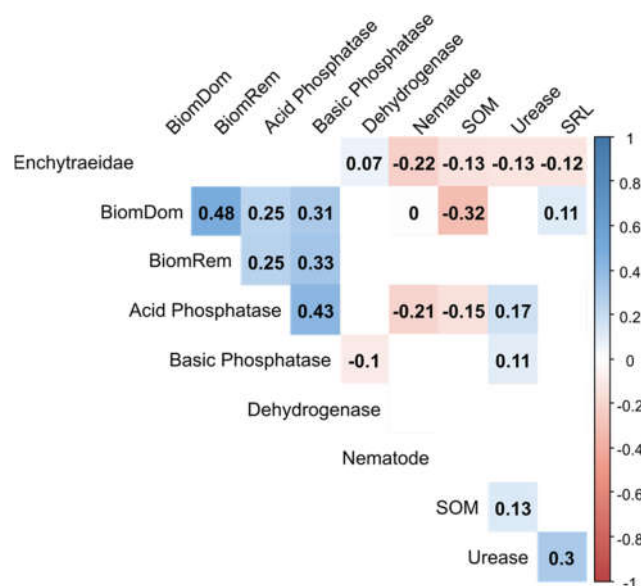 BiomDom
BiomRem
Acid Phosphatase
Basic Phosphatase
Dehydrogenase
Nematode
SOM
Urease
SRL
Enchytraeidae 0.07 -0.22 -0.13 -0.13 -0.12
BiomDom 0.48 0.25 0.31 0 -0.32 0.11
BiomRem 0.25 0.33
Acid Phosphatase 0.43 -0.21 -0.15 0.17
Basic Phosphatase -0.1 0.11
Dehydrogenase
Nematode
SOM 0.13
Urease 0.3
1
0.8
0.6
0.4
0.2
0
-0.2
-0.4
-0.6
-0.8
-1